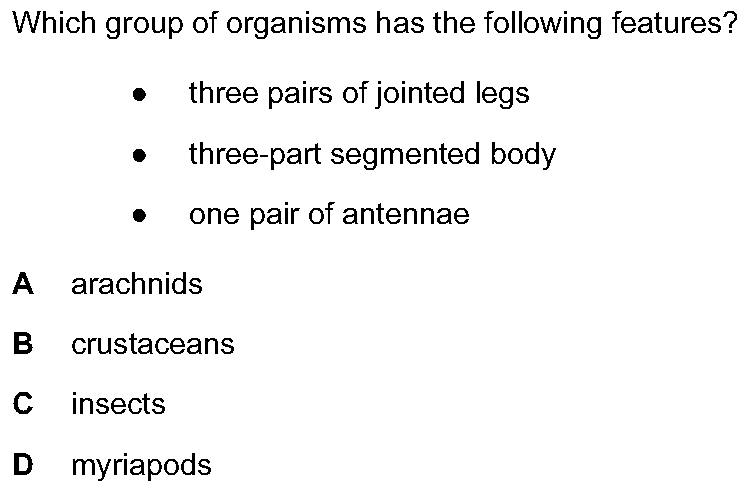 Which group of organisms has the following features?
● three pairs of jointed legs
● three-part segmented body
● one pair of antennae
A arachnids
B crustaceans
C insects
D myriapods